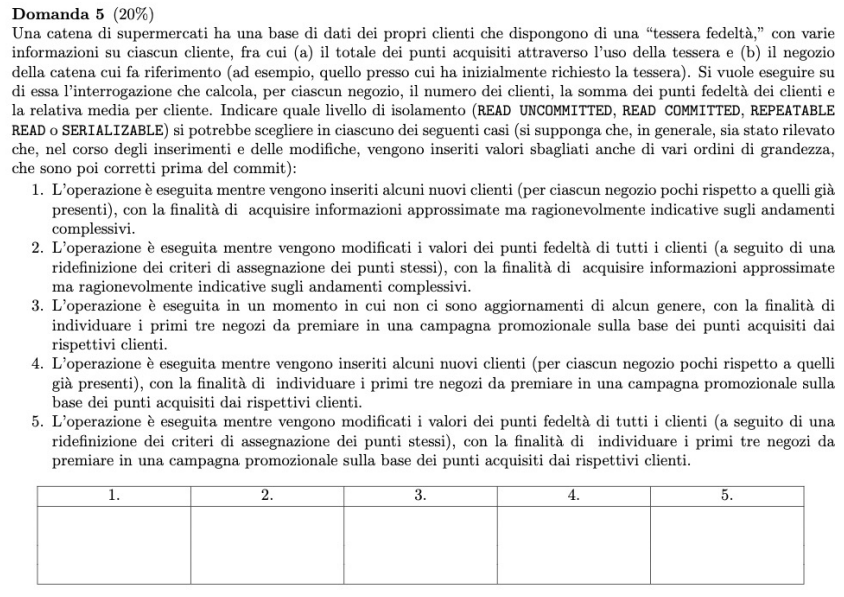 Domanda 5 (20%)
Una catena di supermercati ha una base di dati dei propri clienti che dispongono di una “tessera fedeltà,” con varie
informazioni su ciascun cliente, fra cui (a) il totale dei punti acquisiti attraverso l’uso della tessera e (b) il negozio
della catena cui fa riferimento (ad esempio, quello presso cui ha inizialmente richiesto la tessera). Si vuole eseguire su
di essa l’interrogazione che calcola, per ciascun negozio, il numero dei clienti, la somma dei punti fedeltà dei clienti e
la relativa media per cliente. Indicare quale livello di isolamento (READ UNCOMMITTED, READ COMMITTED, REPEATABLE
READ o SERIALIZABLE) si potrebbe scegliere in ciascuno dei seguenti casi (si supponga che, in generale, sia stato rilevato
che, nel corso degli inserimenti e delle modifiche, vengono inseriti valori sbagliati anche di vari ordini di grandezza,
che sono poi corretti prima del commit):
1. L’operazione è eseguita mentre vengono inseriti alcuni nuovi clienti (per ciascun negozio pochi rispetto a quelli già
presenti), con la finalità di acquisire informazioni approssimate ma ragionevolmente indicative sugli andamenti
complessivi.
2. L’operazione è eseguita mentre vengono modificati i valori dei punti fedeltà di tutti i clienti (a seguito di una
ridefinizione dei criteri di assegnazione dei punti stessi), con la finalità di acquisire informazioni approssimate
ma ragionevolmente indicative sugli andamenti complessivi.
3. L’operazione è eseguita in un momento in cui non ci sono aggiornamenti di alcun genere, con la finalità di
individuare i primi tre negozi da premiare in una campagna promozionale sulla base dei punti acquisiti dai
rispettivi clienti.
4. L’operazione è eseguita mentre vengono inseriti alcuni nuovi clienti (per ciascun negozio pochi rispetto a quelli
già presenti), con la finalità di individuare i primi tre negozi da premiare in una campagna promozionale sulla
base dei punti acquisiti dai rispettivi clienti.
5. L’operazione è eseguita mentre vengono modificati i valori dei punti fedeltà di tutti i clienti (a seguito di una
ridefinizione dei criteri di assegnazione dei punti stessi), con la finalità di individuare i primi tre negozi da
premiare in una campagna promozionale sulla base dei punti acquisiti dai rispettivi clienti.
1. 2. 3. 4. 5.